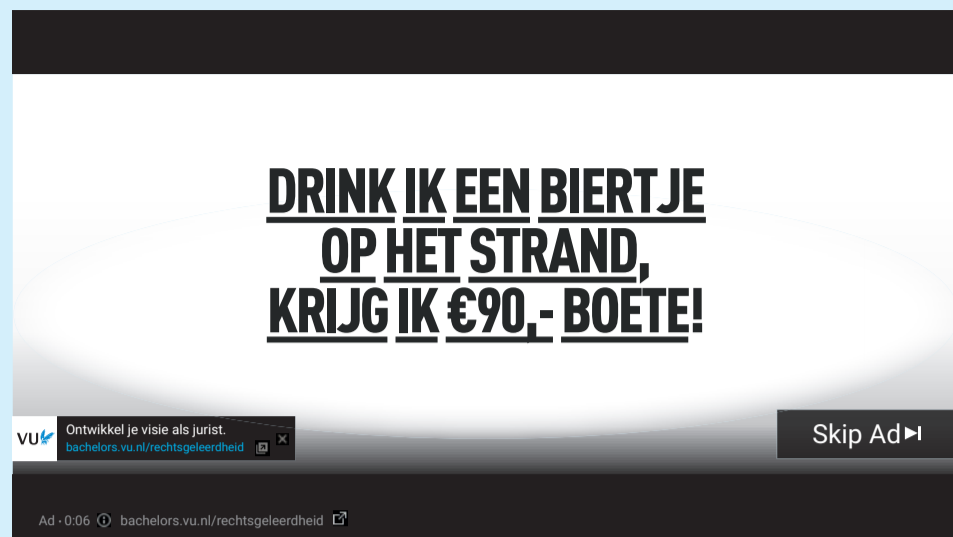 DRINK IK EEN BIERTJE
OP HET STRAND,
KRIJG IK €90,- BOETE!
VU
Ontwikkel je visie als jurist.
bachelors.vu.nl/rechtsgeleerdheid
Skip Ad
Ad · 0:06 bachelors.vu.nl/rechtsgeleerdheid